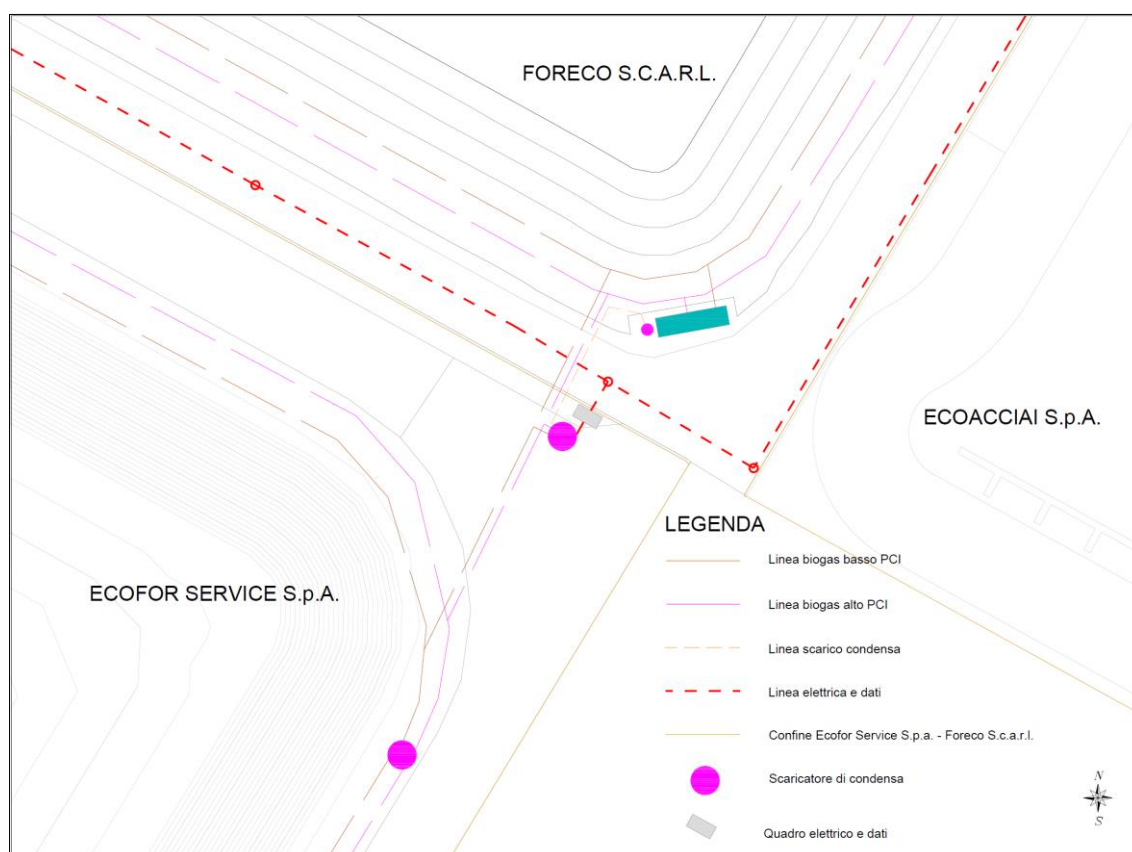 FORECO S.C.A.R.L.
ECOACCIAI S.p.A.
ECOFOR SERVICE S.p.A.
LEGENDA
Linea biogas basso PCI
Linea biogas alto PCI
Linea scarico condensa
Linea elettrica e dati
Confine Ecofor Service S.p.a. - Foreco S.c.a.r.l.
Scaricatore di condensa
Quadro elettrico e dati
N
S